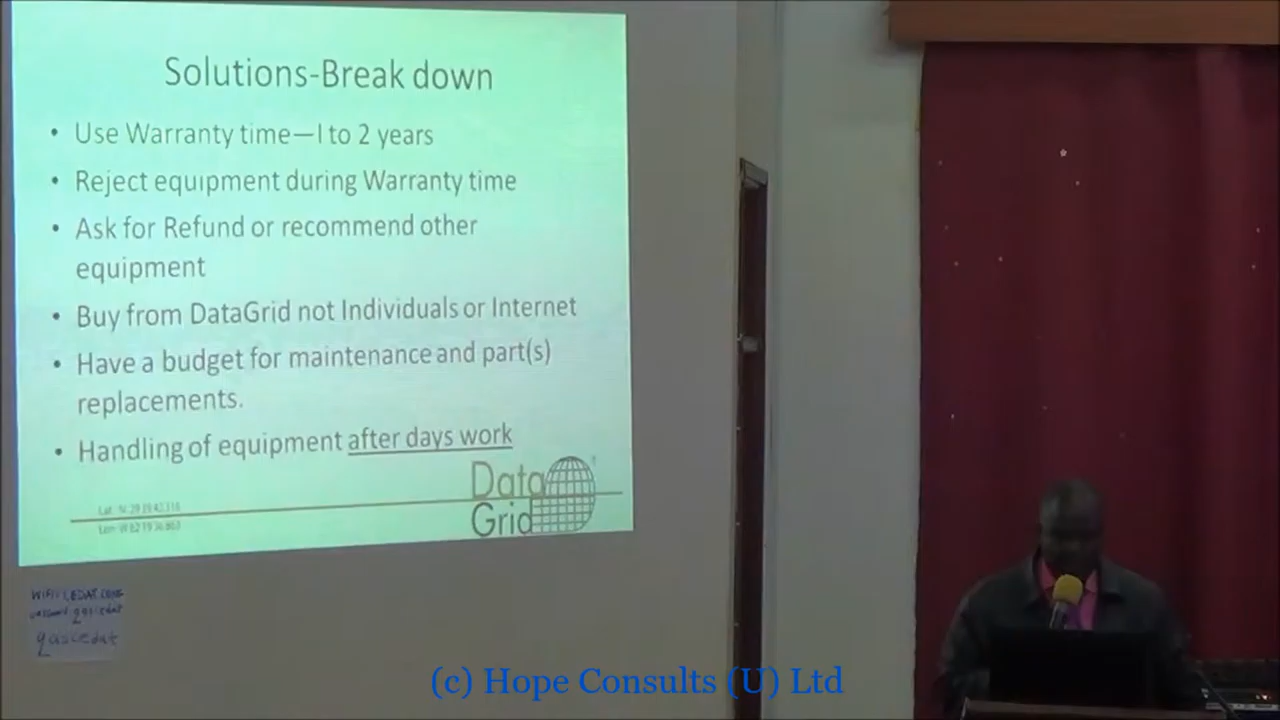 Solutions-Break down
• Use Warranty time—I to 2 years
• Reject equipment during Warranty time
• Ask for Refund or recommend other
equipment
• Buy from DataGrid not Individuals or Internet
• Have a budget for maintenance and part(s)
replacements.
• Handling of equipment after days work
Data
Grid
(c) Hope Consults (U) Ltd